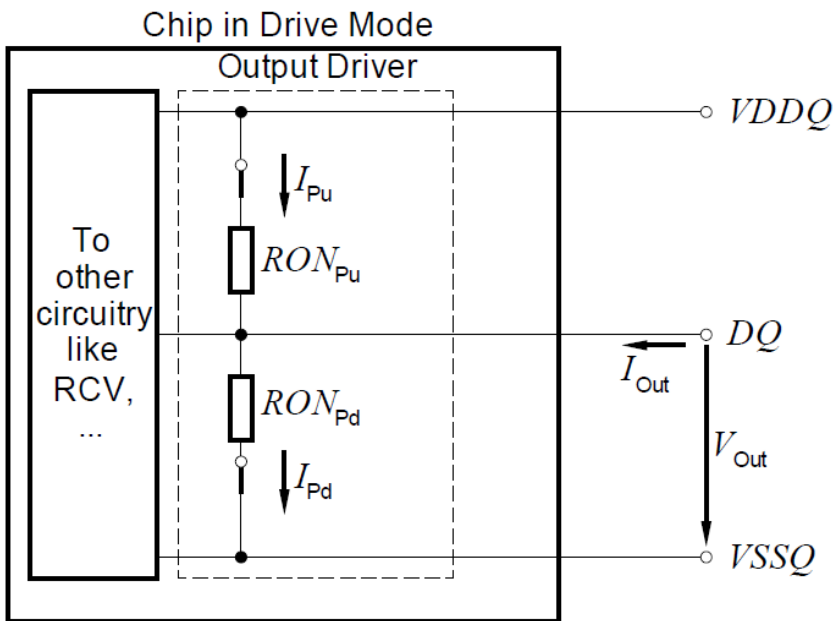 Chip in Drive Mode
Output Driver
VDDQ
I_Pu
To
other
circuitry
like
RCV,
...
RON_Pu
DQ
I_Out
RON_Pd
V_Out
I_Pd
VSSQ